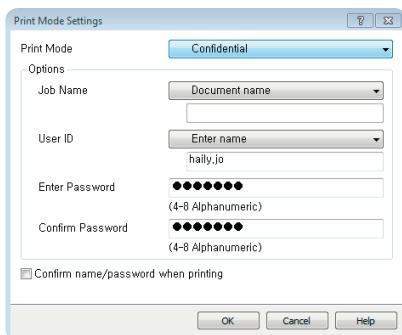 Print Mode Settings
Print Mode Confidential
Options
Job Name Document name
User ID Enter name
haily,jo
Enter Password ●●●●●●●
(4-8 Alphanumeric)
Confirm Password ●●●●●●●
(4-8 Alphanumeric)
Confirm name/password when printing
OK Cancel Help